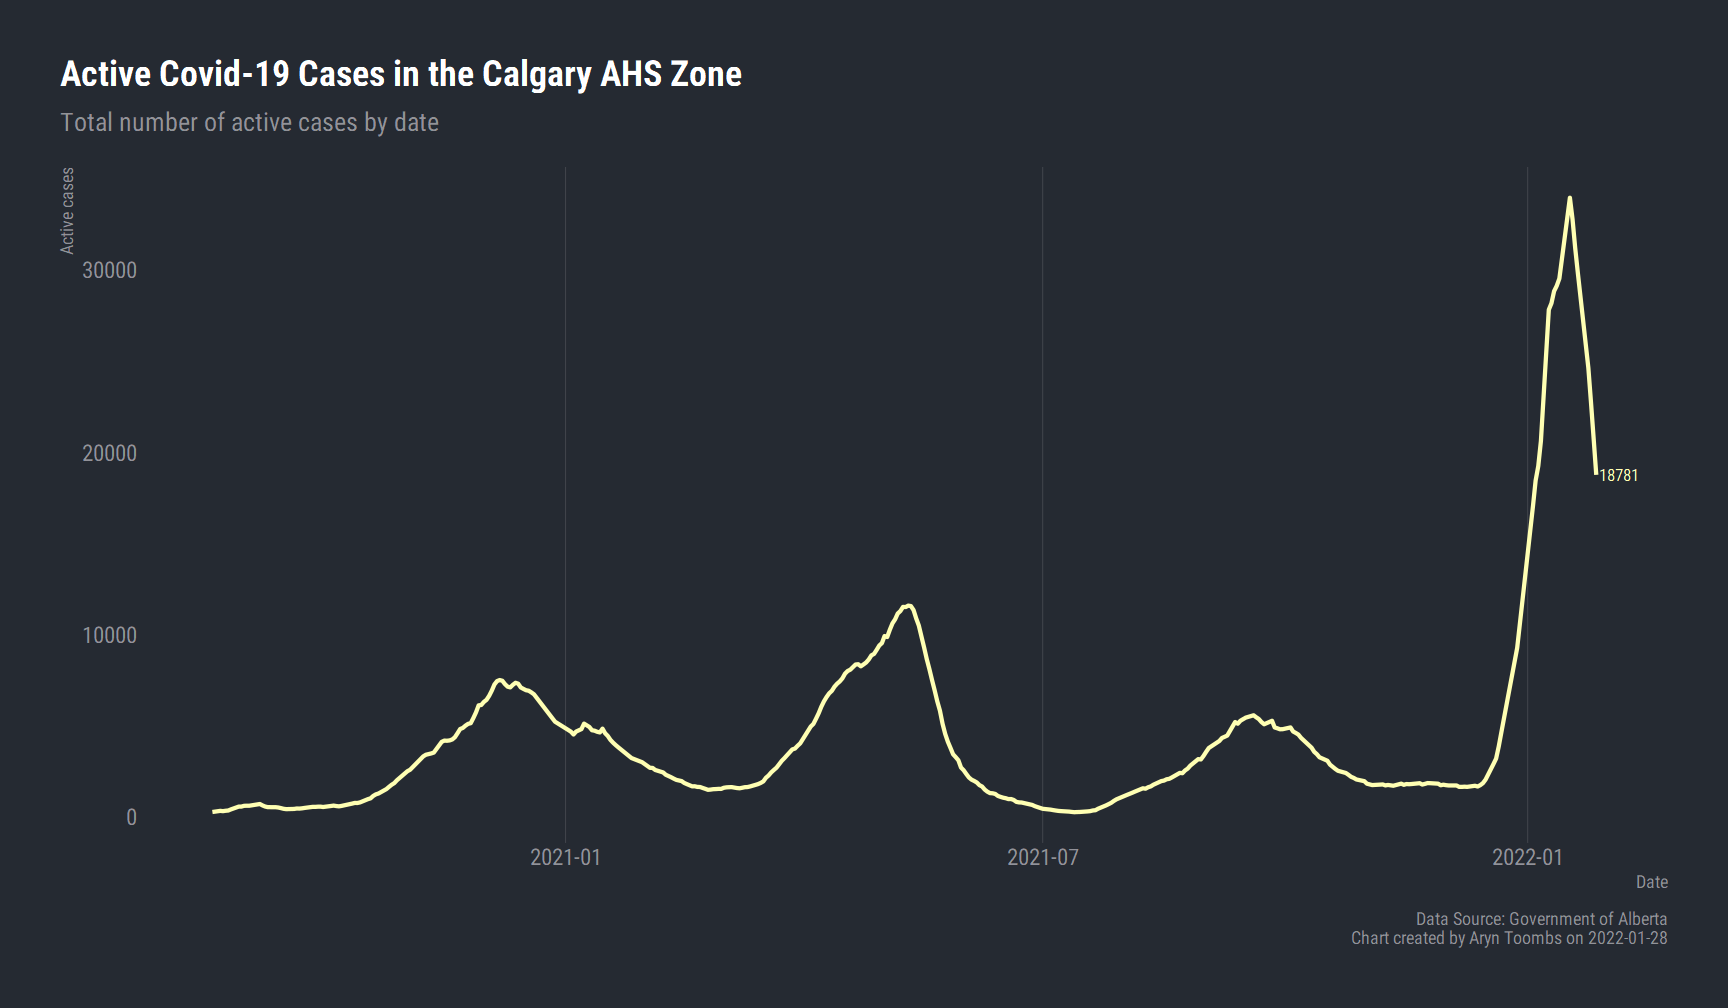 Active Covid-19 Cases in the Calgary AHS Zone
Total number of active cases by date
Active cases
30000
20000
10000
0
18781
2021-01
2021-07
2022-01
Date
Data Source: Government of Alberta
Chart created by Aryn Toombs on 2022-01-28